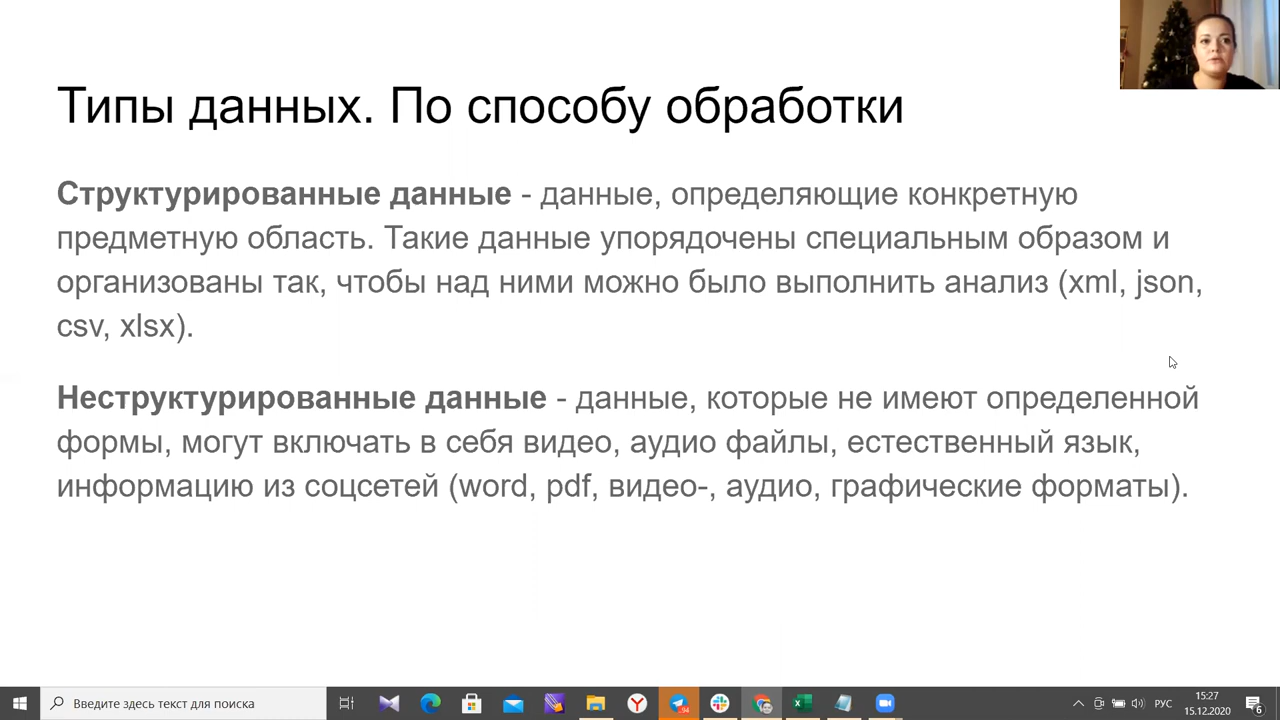 Типы данных. По способу обработки
Структурированные данные - данные, определяющие конкретную
предметную область. Такие данные упорядочены специальным образом и
организованы так, чтобы над ними можно было выполнить анализ (xml, json,
csv, xlsx).
Неструктурированные данные - данные, которые не имеют определенной
формы, могут включать в себя видео, аудио файлы, естественный язык,
информацию из соцсетей (word, pdf, видео-, аудио, графические форматы).
Введите здесь текст для поиска
94
РУС
15:27
15.12.2020
6